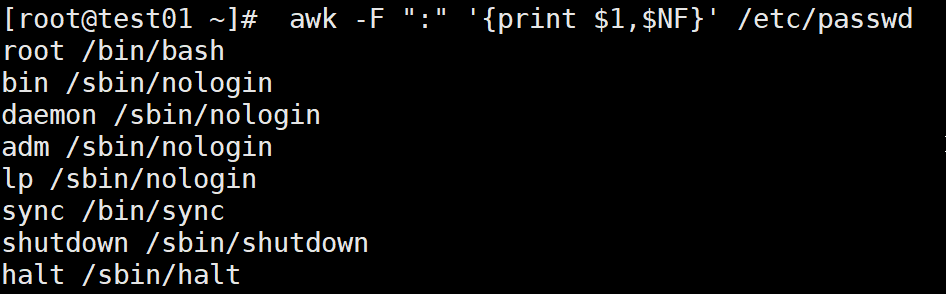 [root@test01 ~]#  awk -F ":" '{print $1,$NF}' /etc/passwd
root /bin/bash
bin /sbin/nologin
daemon /sbin/nologin
adm /sbin/nologin
lp /sbin/nologin
sync /bin/sync
shutdown /sbin/shutdown
halt /sbin/halt